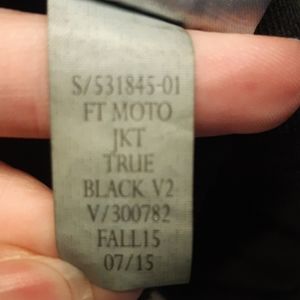 S/531845-01
FT MOTO
JKT
TRUE
BLACK V2
V/300782
FALL15
07/15